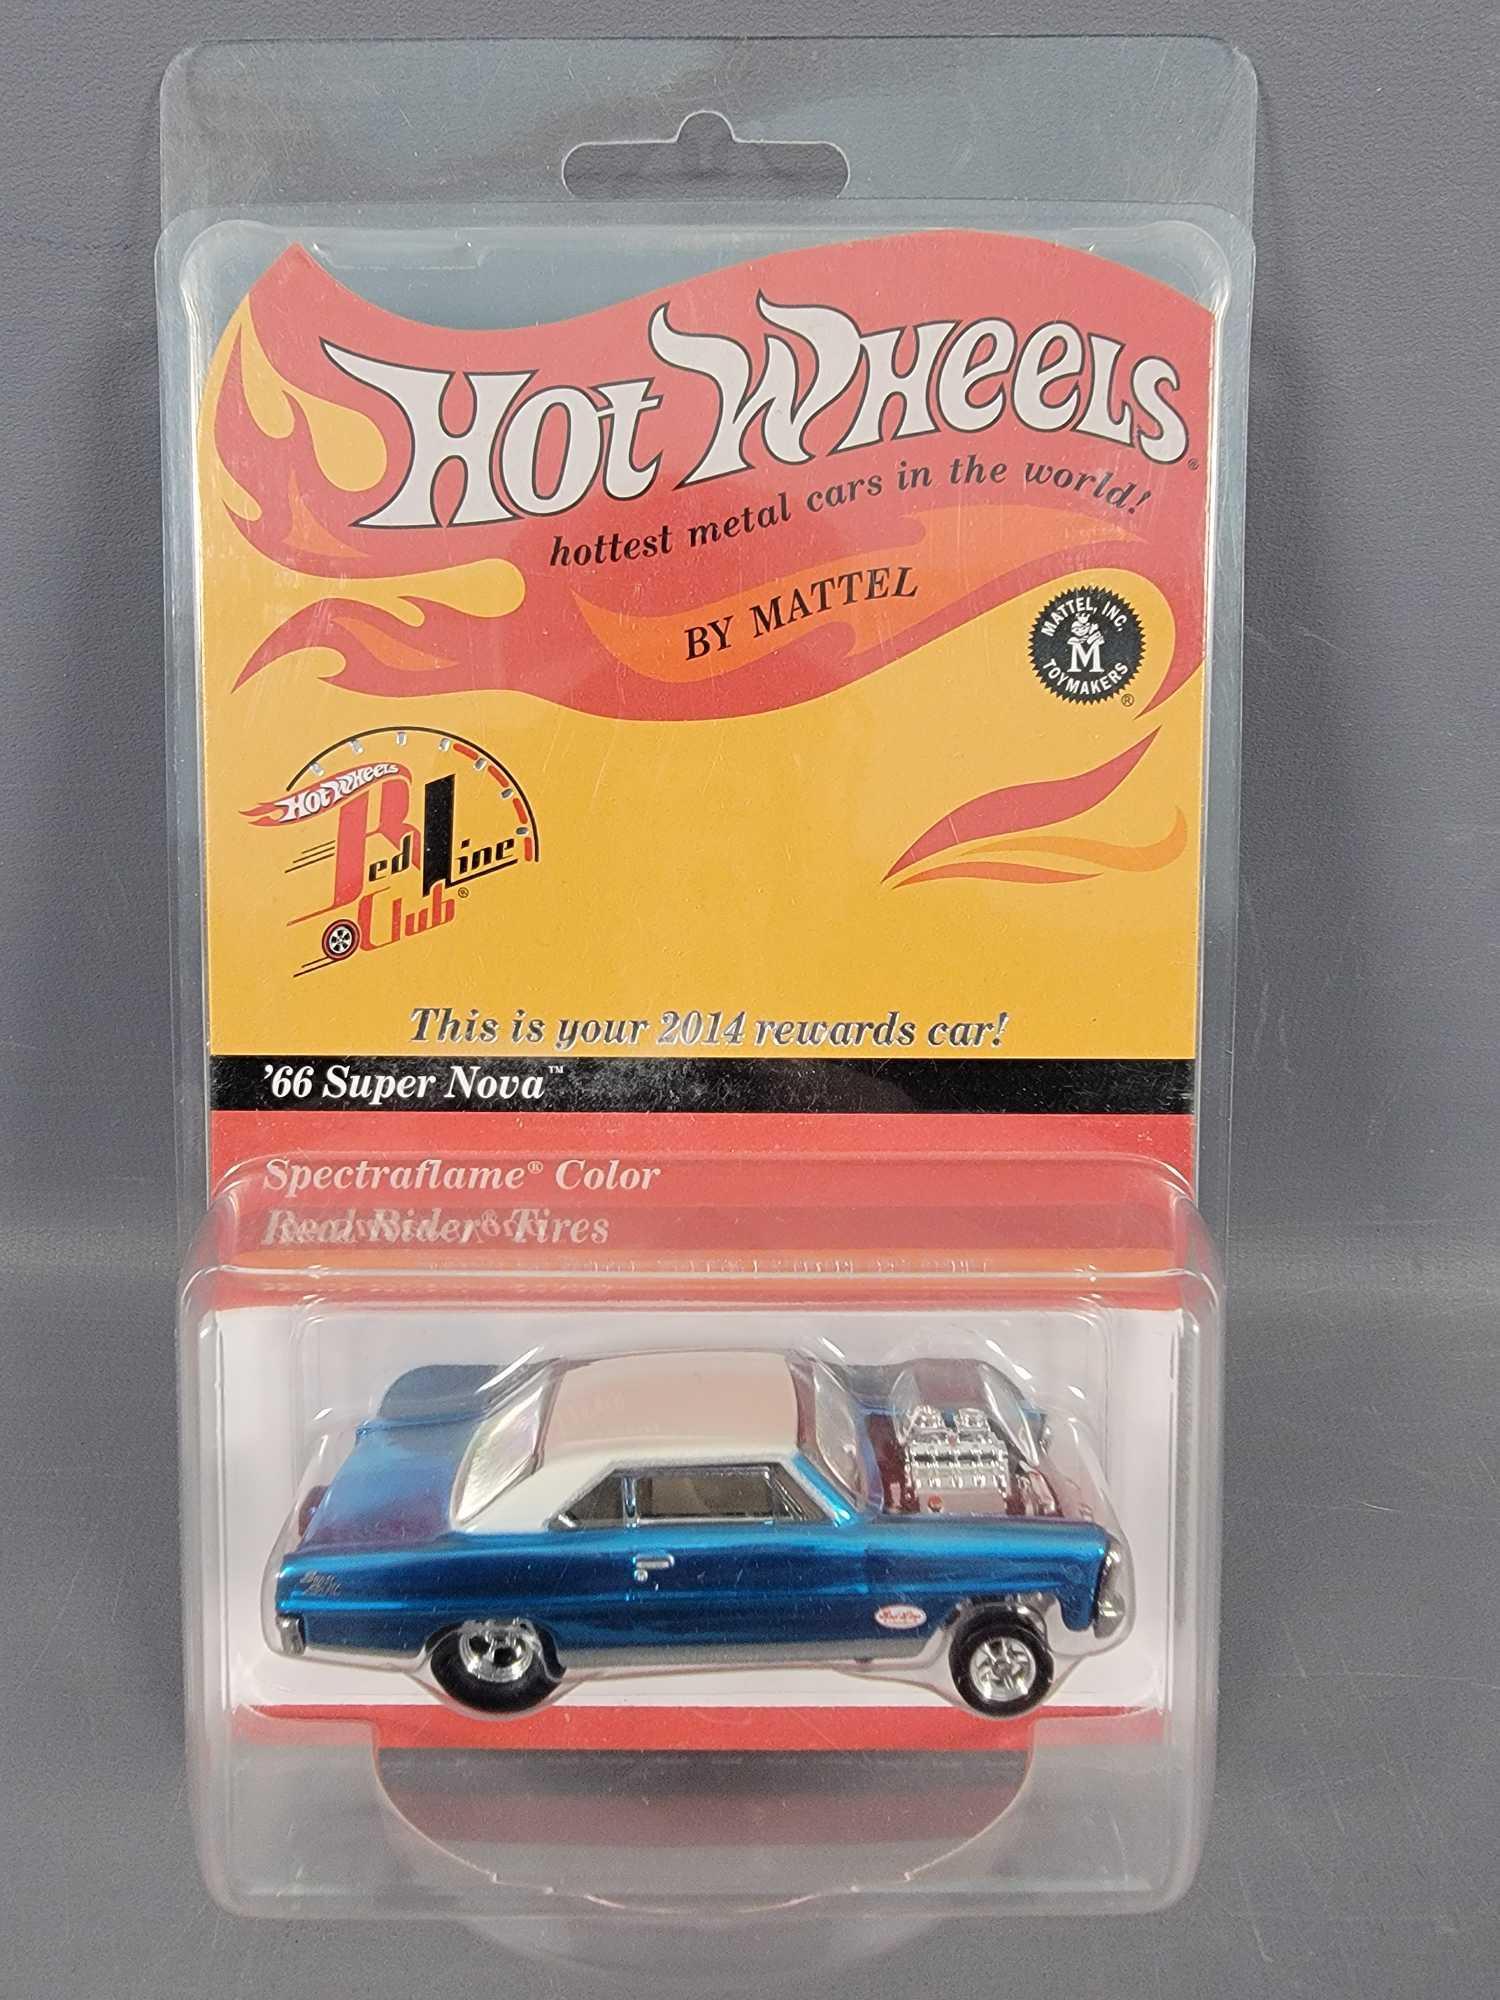 HOT WHEELS®
hottest metal cars in the world!
BY MATTEL
MATTEL, INC.
M
TOYMAKERS
®
HOT WHEELS
Red Line
Club®
This is your 2014 rewards car!
'66 Super Nova™
Spectraflame® Color
Real Rider® Tires